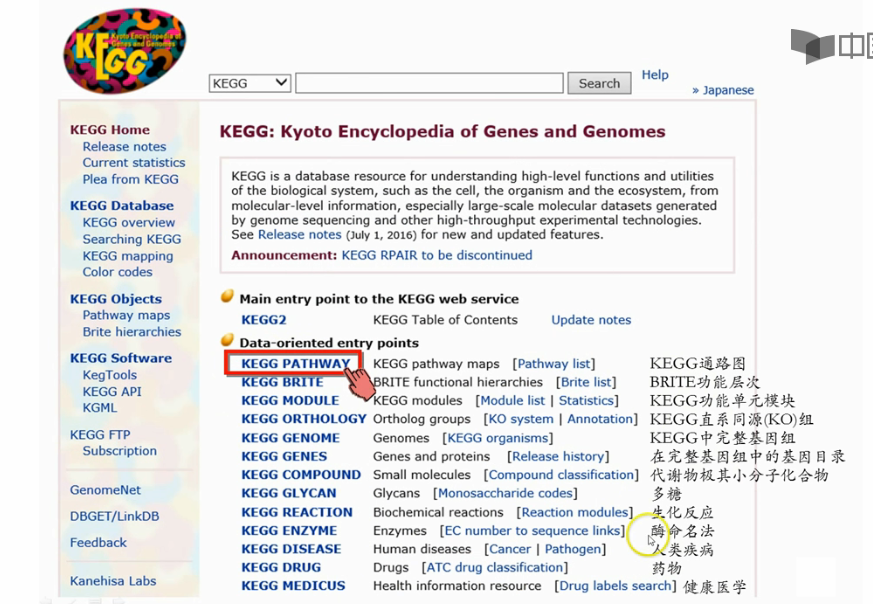 KEGG
Kyoto Encyclopedia of
Genes and Genomes
中国
KEGG
Search
Help
» Japanese
KEGG Home
Release notes
Current statistics
Plea from KEGG
KEGG Database
KEGG overview
Searching KEGG
KEGG mapping
Color codes
KEGG Objects
Pathway maps
Brite hierarchies
KEGG Software
KegTools
KEGG API
KGML
KEGG FTP
Subscription
GenomeNet
DBGET/LinkDB
Feedback
Kanehisa Labs
KEGG: Kyoto Encyclopedia of Genes and Genomes
KEGG is a database resource for understanding high-level functions and utilities
of the biological system, such as the cell, the organism and the ecosystem, from
molecular-level information, especially large-scale molecular datasets generated
by genome sequencing and other high-throughput experimental technologies.
See Release notes (July 1, 2016) for new and updated features.
Announcement: KEGG RPAIR to be discontinued
Main entry point to the KEGG web service
KEGG2 KEGG Table of Contents Update notes
Data-oriented entry points
KEGG PATHWAY KEGG pathway maps [Pathway list] KEGG通路图
KEGG BRITE BRITE functional hierarchies [Brite list] BRITE功能层次
KEGG MODULE KEGG modules [Module list | Statistics] KEGG功能单元模块
KEGG ORTHOLOGY Ortholog groups [KO system | Annotation] KEGG直系同源(KO)组
KEGG GENOME Genomes [KEGG organisms] KEGG中完整基因组
KEGG GENES Genes and proteins [Release history] 在完整基因组中的基因目录
KEGG COMPOUND Small molecules [Compound classification] 代谢物极其小分子化合物
KEGG GLYCAN Glycans [Monosaccharide codes] 多糖
KEGG REACTION Biochemical reactions [Reaction modules] 生化反应
KEGG ENZYME Enzymes [EC number to sequence links] 酶命名法
KEGG DISEASE Human diseases [Cancer | Pathogen] 人类疾病
KEGG DRUG Drugs [ATC drug classification] 药物
KEGG MEDICUS Health information resource [Drug labels search] 健康医学